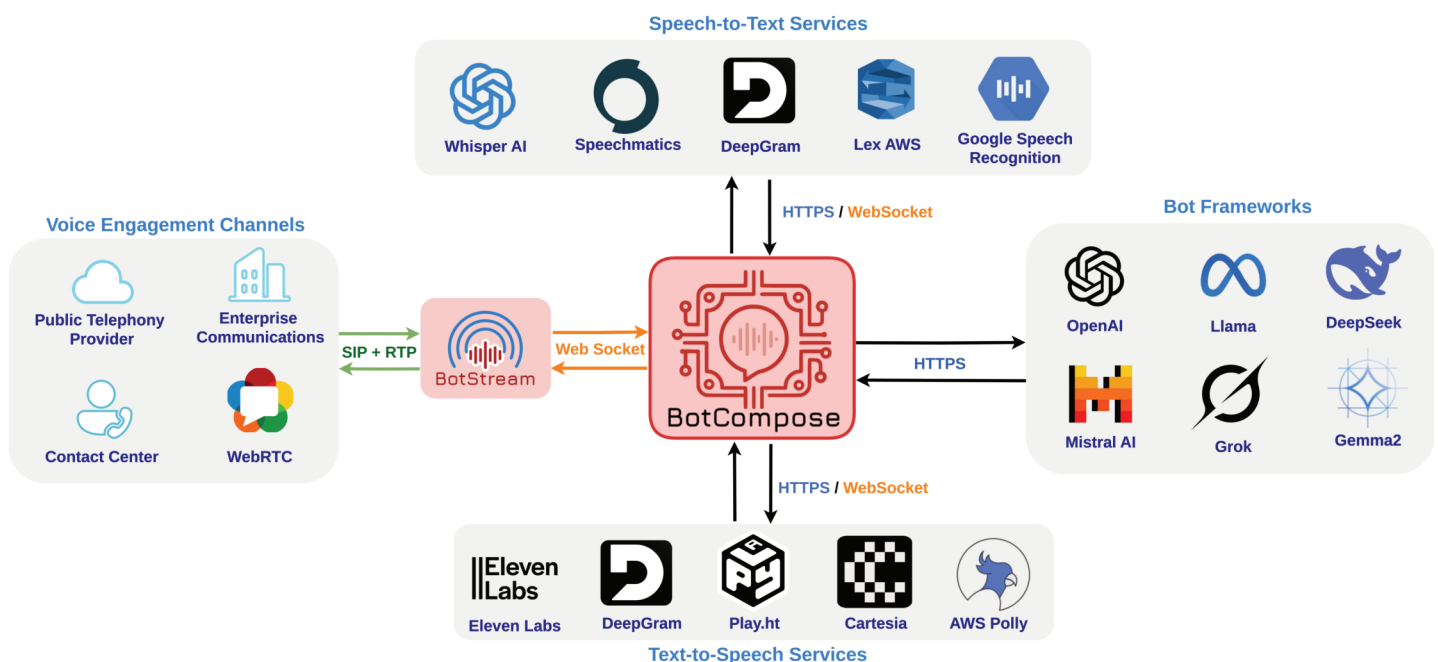 Speech-to-Text Services
Whisper AI
Speechmatics
DeepGram
Lex AWS
Google Speech
Recognition
HTTPS / WebSocket
Voice Engagement Channels
Public Telephony
Provider
Enterprise
Communications
Contact Center
WebRTC
SIP + RTP
BotStream
Web Socket
BotCompose
HTTPS
Bot Frameworks
OpenAI
Llama
DeepSeek
Mistral AI
Grok
Gemma2
HTTPS / WebSocket
||Eleven
Labs
Eleven Labs
DeepGram
PLAY
Play.ht
Cartesia
AWS Polly
Text-to-Speech Services